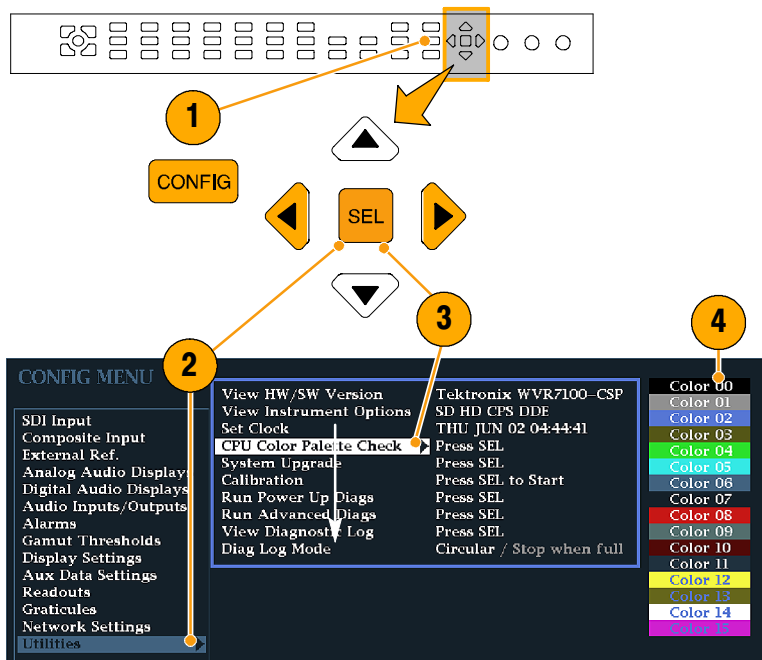 1
CONFIG
SEL
3
4
2
CONFIG MENU
SDI Input
Composite Input
External Ref.
Analog Audio Displays
Digital Audio Displays
Audio Inputs/Outputs
Alarms
Gamut Thresholds
Display Settings
Aux Data Settings
Readouts
Graticules
Network Settings
Utilities
View HW/SW Version Tektronix WVR7100-CSP
View Instrument Options SD HD CPS DDE
Set Clock THU JUN 02 04:44:41
CPU Color Palette Check Press SEL
System Upgrade Press SEL
Calibration Press SEL to Start
Run Power Up Diags Press SEL
Run Advanced Diags Press SEL
View Diagnostic Log Press SEL
Diag Log Mode Circular / Stop when full
Color 00
Color 01
Color 02
Color 03
Color 04
Color 05
Color 06
Color 07
Color 08
Color 09
Color 10
Color 11
Color 12
Color 13
Color 14
Color 15